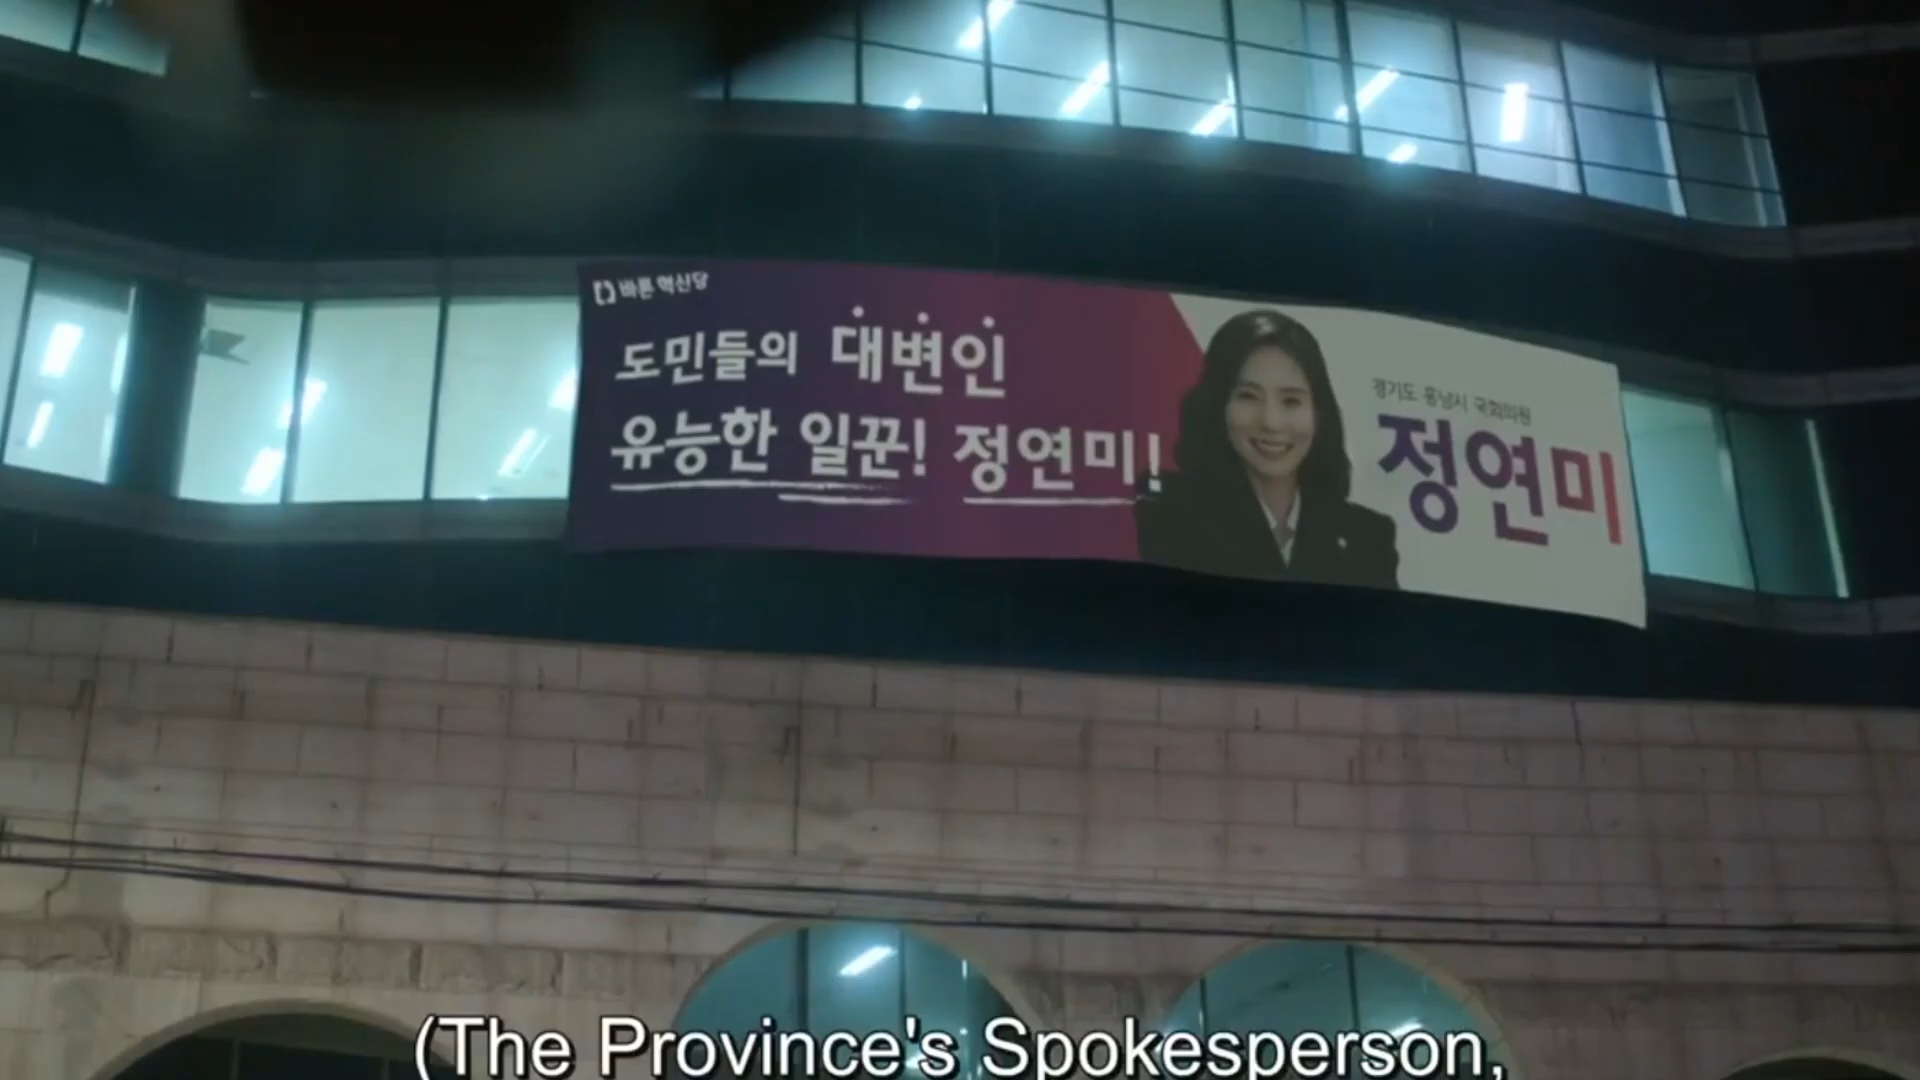 바른혁신당
도민들의 대변인
유능한 일꾼! 정연미!
경기도 용남시 국회의원
정연미
(The Province's Spokesperson,